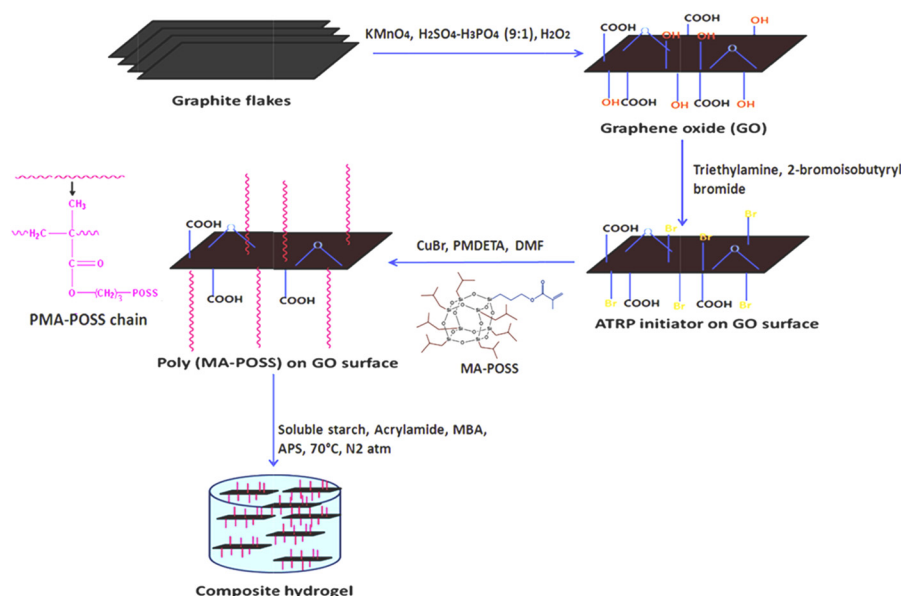 KMnO4, H2SO4-H3PO4 (9:1), H2O2
Graphite flakes
COOH
OH
COOH
OH
OH
O
O
OH
COOH
OH
COOH
OH
Graphene oxide (GO)
Triethylamine, 2-bromoisobutyryl
bromide
COOH
O
Br
Br
Br
O
Br
COOH
Br
COOH
Br
ATRP initiator on GO surface
CuBr, PMDETA, DMF
MA-POSS
COOH
O
O
COOH
COOH
Poly (MA-POSS) on GO surface
CH3
H2C
C
C
O
O
(CH2)3
POSS
PMA-POSS chain
Soluble starch, Acrylamide, MBA,
APS, 70°C, N2 atm
Composite hydrogel